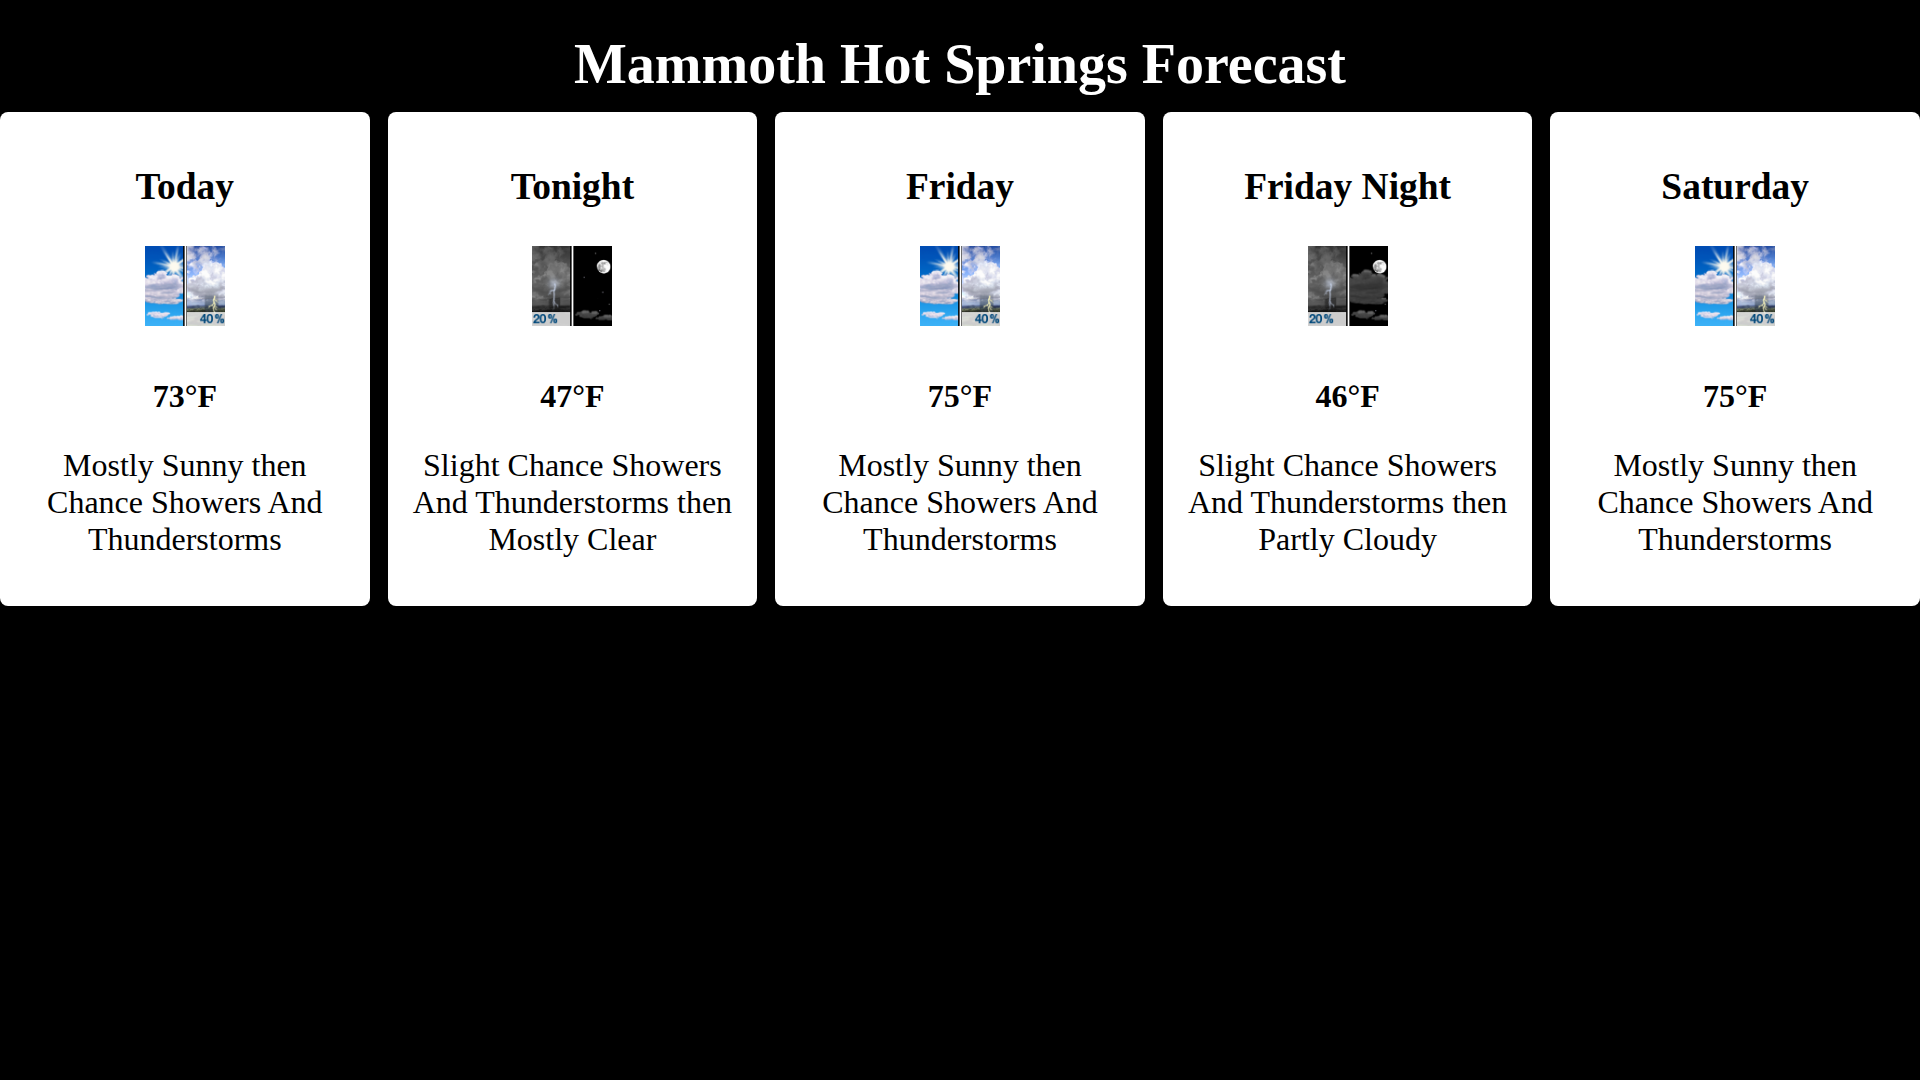 Mammoth Hot Springs Forecast
Today
40%
73°F
Mostly Sunny then
Chance Showers And
Thunderstorms
Tonight
20%
47°F
Slight Chance Showers
And Thunderstorms then
Mostly Clear
Friday
40%
75°F
Mostly Sunny then
Chance Showers And
Thunderstorms
Friday Night
20%
46°F
Slight Chance Showers
And Thunderstorms then
Partly Cloudy
Saturday
40%
75°F
Mostly Sunny then
Chance Showers And
Thunderstorms